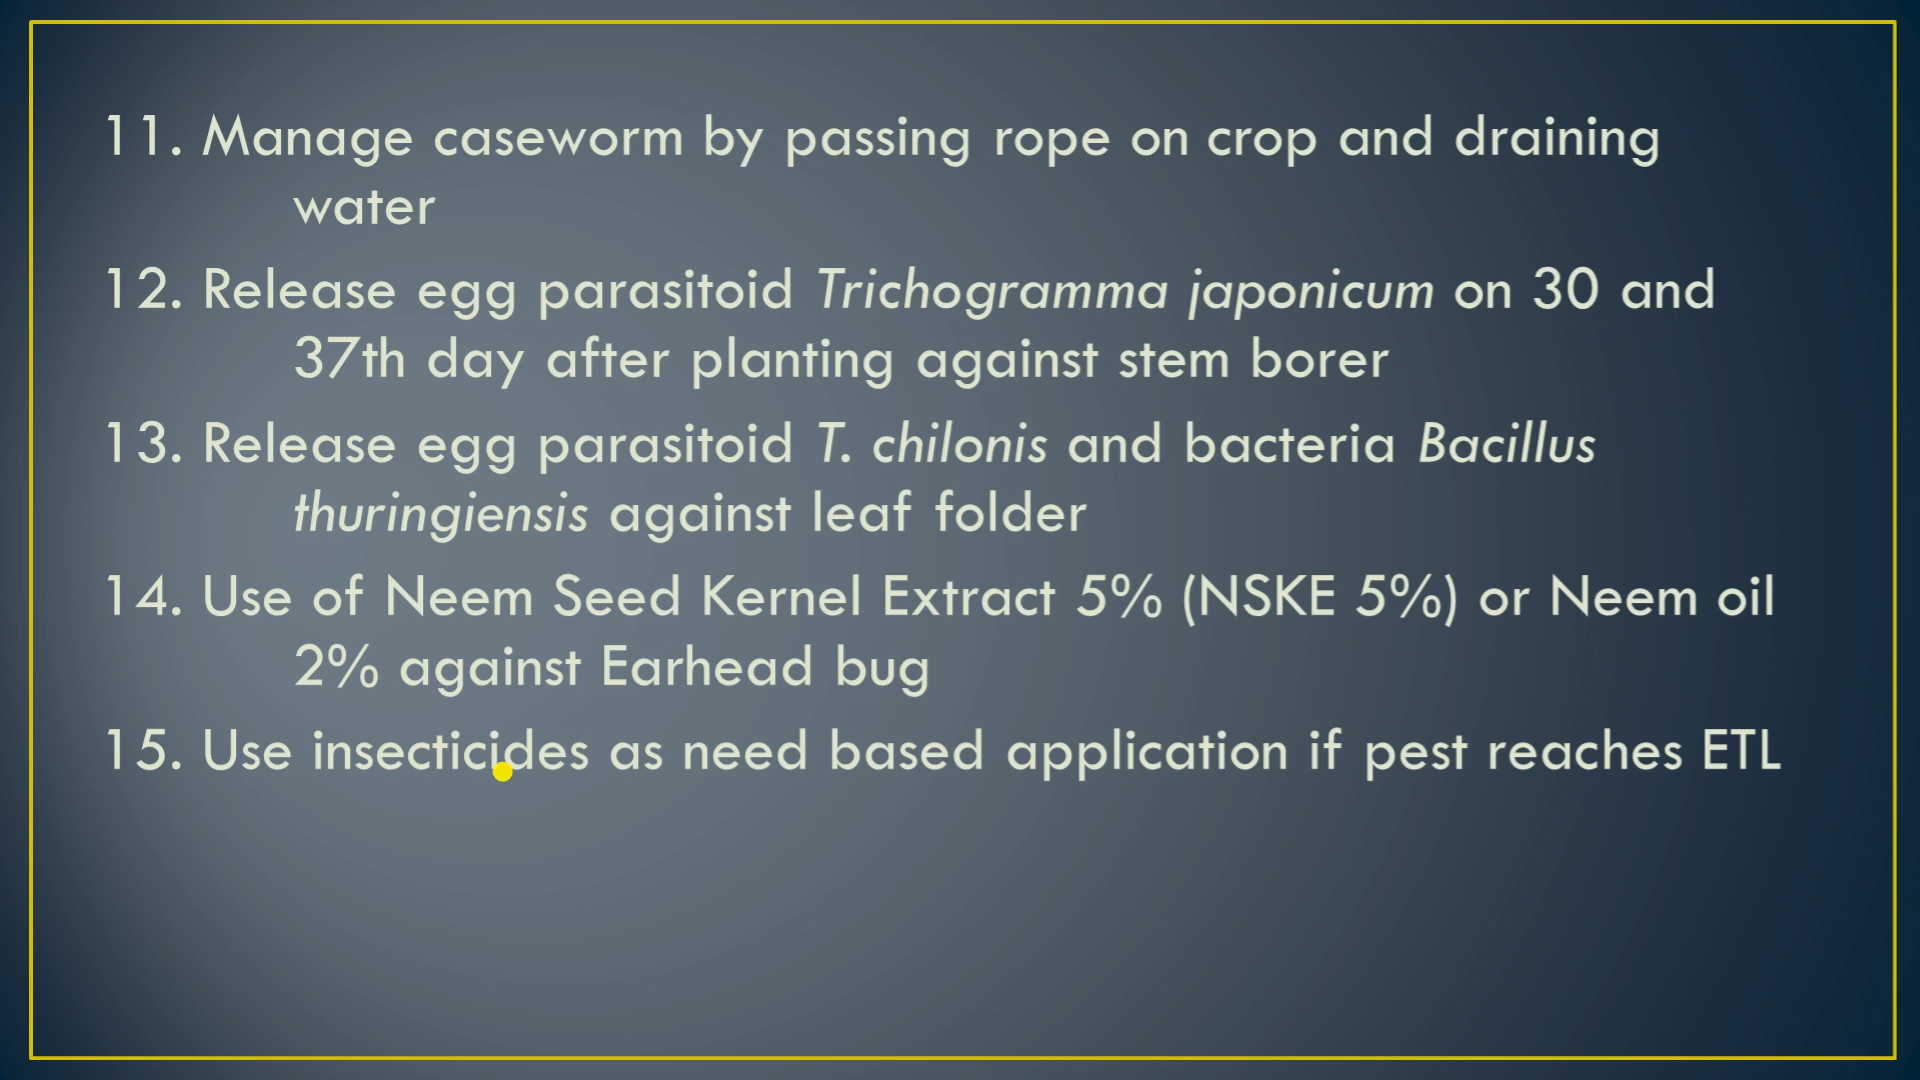 11. Manage caseworm by passing rope on crop and draining
water
12. Release egg parasitoid Trichogramma japonicum on 30 and
37th day after planting against stem borer
13. Release egg parasitoid T. chilonis and bacteria Bacillus
thuringiensis against leaf folder
14. Use of Neem Seed Kernel Extract 5% (NSKE 5%) or Neem oil
2% against Earhead bug
15. Use insecticides as need based application if pest reaches ETL